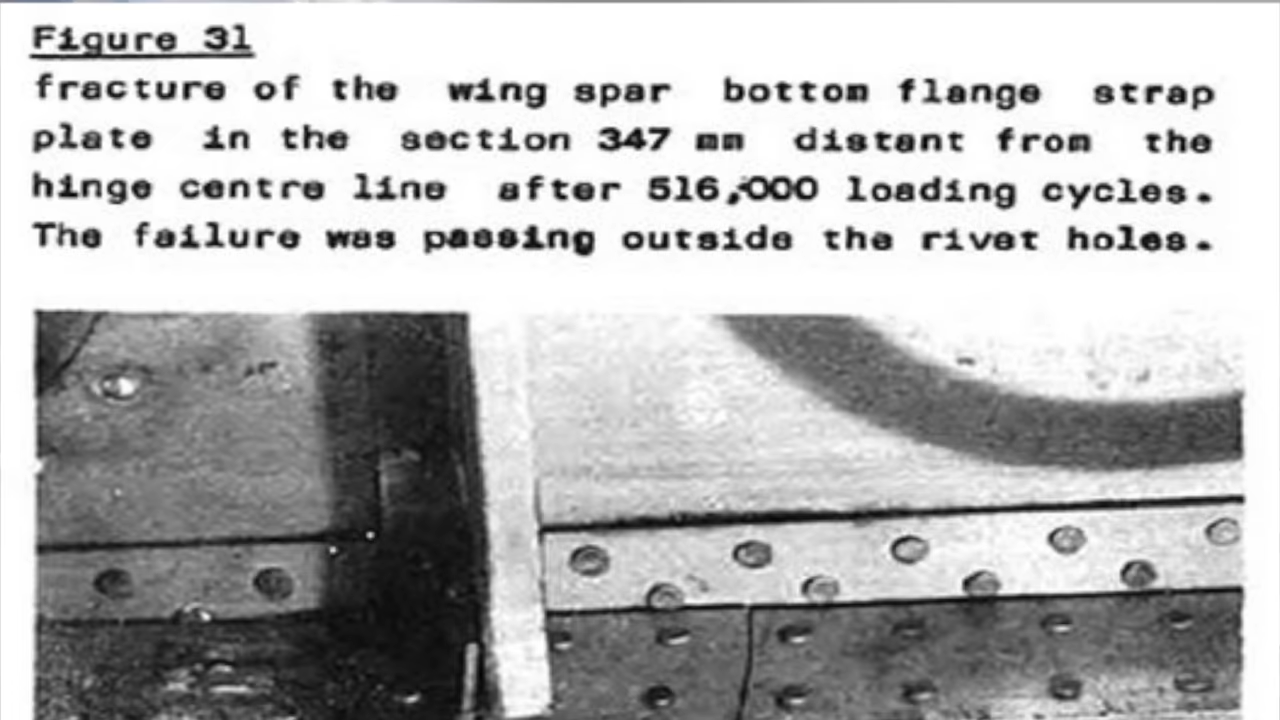 Figure 31
fracture of the wing spar bottom flange strap
plate in the section 347 mm distant from the
hinge centre line after 516,000 loading cycles.
The failure was passing outside the rivet holes.